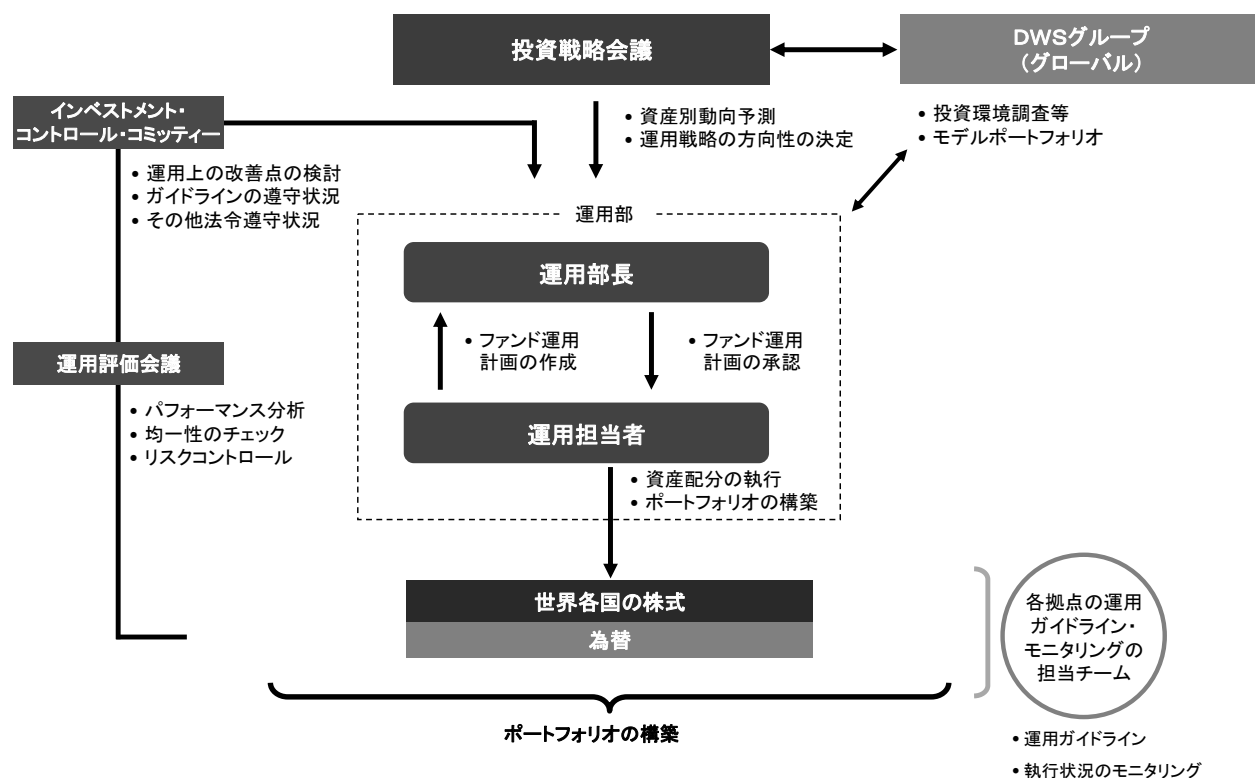 投資戦略会議
DWSグループ
（グローバル）
インベストメント・
コントロール・コミッティー
• 資産別動向予測
• 運用戦略の方向性の決定
• 投資環境調査等
• モデルポートフォリオ
• 運用上の改善点の検討
• ガイドラインの遵守状況
• その他法令遵守状況
運用部
運用部長
• ファンド運用
計画の作成
• ファンド運用
計画の承認
運用評価会議
• パフォーマンス分析
• 均一性のチェック
• リスクコントロール
運用担当者
• 資産配分の執行
• ポートフォリオの構築
世界各国の株式
為替
各拠点の運用
ガイドライン・
モニタリングの
担当チーム
ポートフォリオの構築
• 運用ガイドライン
• 執行状況のモニタリング